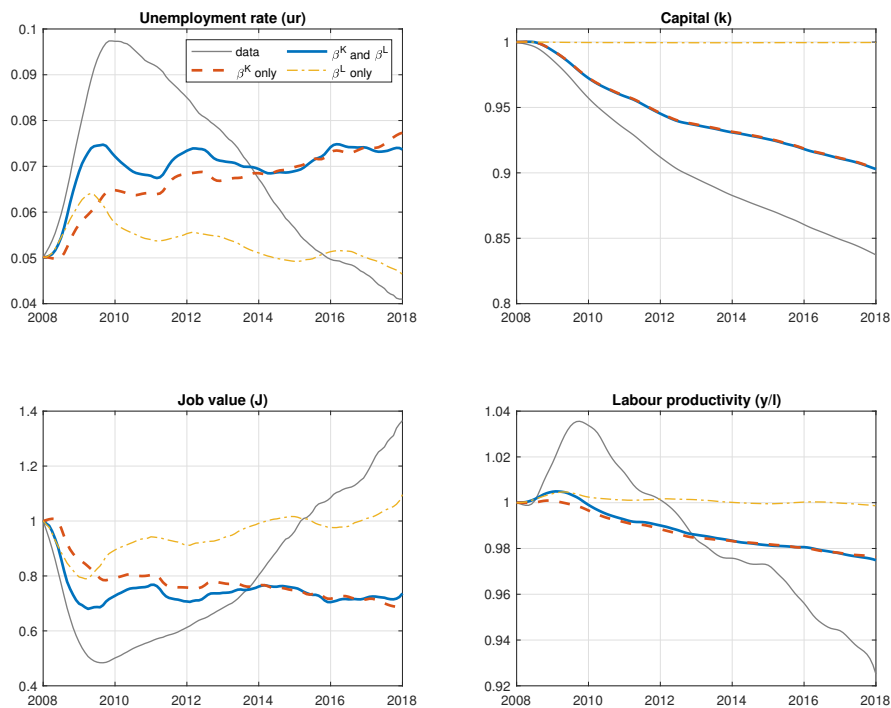 Unemployment rate (ur)
0.1
0.09
0.08
0.07
0.06
0.05
0.04
2008 2010 2012 2014 2016 2018
data
β^K and β^L
β^K only
β^L only
Capital (k)
1
0.95
0.9
0.85
0.8
2008 2010 2012 2014 2016 2018
Job value (J)
1.4
1.2
1
0.8
0.6
0.4
2008 2010 2012 2014 2016 2018
Labour productivity (y/l)
1.04
1.02
1
0.98
0.96
0.94
0.92
2008 2010 2012 2014 2016 2018